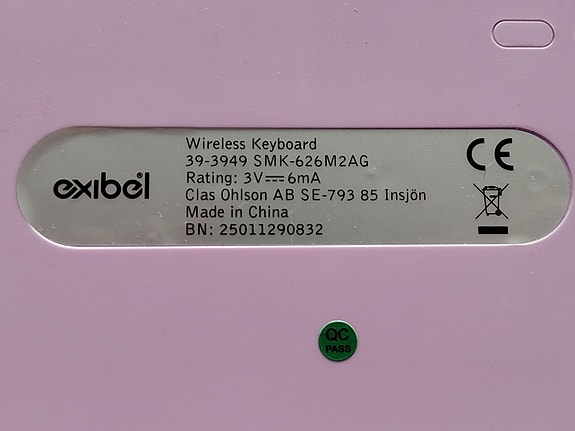 exibel
Wireless Keyboard
39-3949 SMK-626M2AG
Rating: 3V⎓6mA
Clas Ohlson AB SE-793 85 Insjön
Made in China
BN: 25011290832
CE
QC
PASS